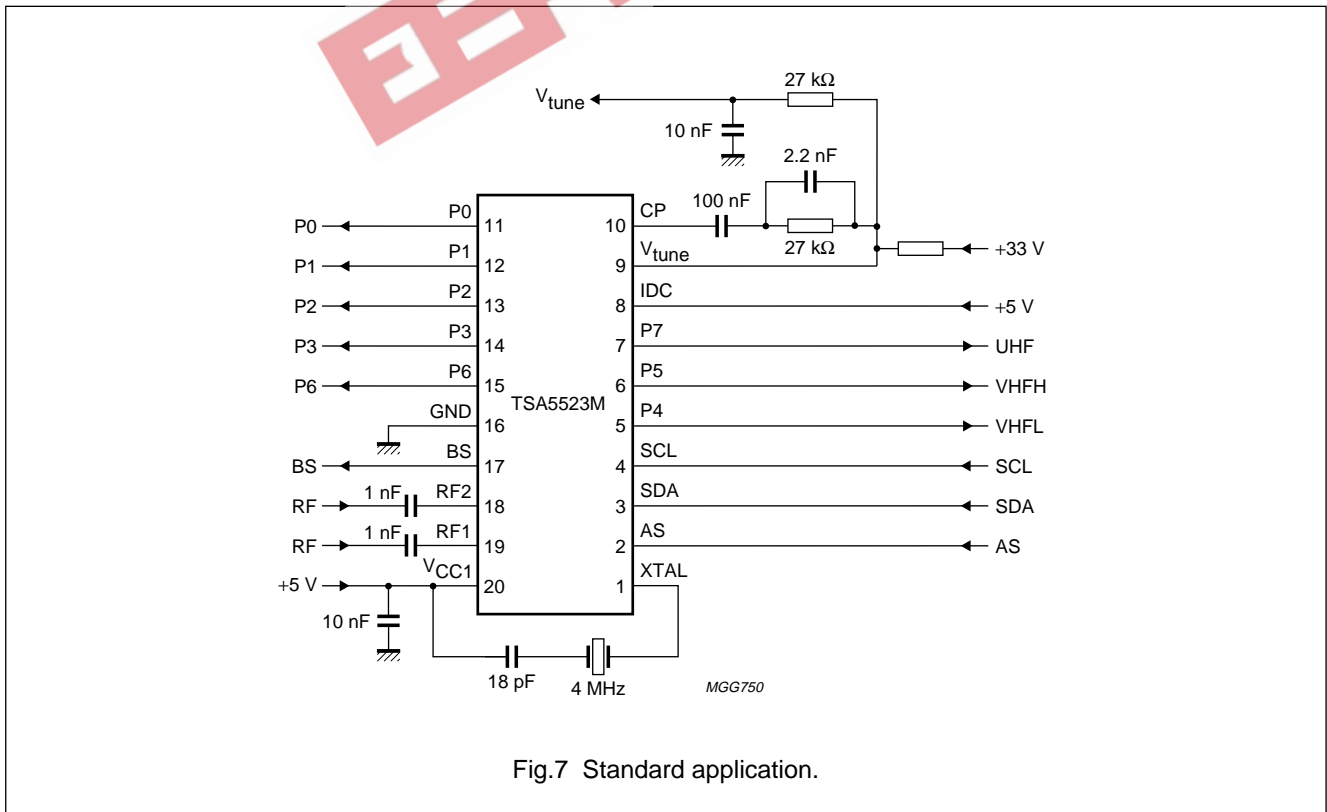 27 kΩ
Vtune
10 nF
2.2 nF
100 nF
27 kΩ
+33 V
P0 P0 11 10 CP
P1 P1 12 9 Vtune
P2 P2 13 8 IDC +5 V
P3 P3 14 7 P7 UHF
P6 P6 15 6 P5 VHFH
TSA5523M
GND 16 5 P4 VHFL
BS BS 17 4 SCL SCL
RF 1 nF RF2 18 3 SDA SDA
RF 1 nF RF1 19 2 AS AS
+5 V VCC1 20 1 XTAL
10 nF
18 pF
4 MHz
MGG750
Fig.7 Standard application.